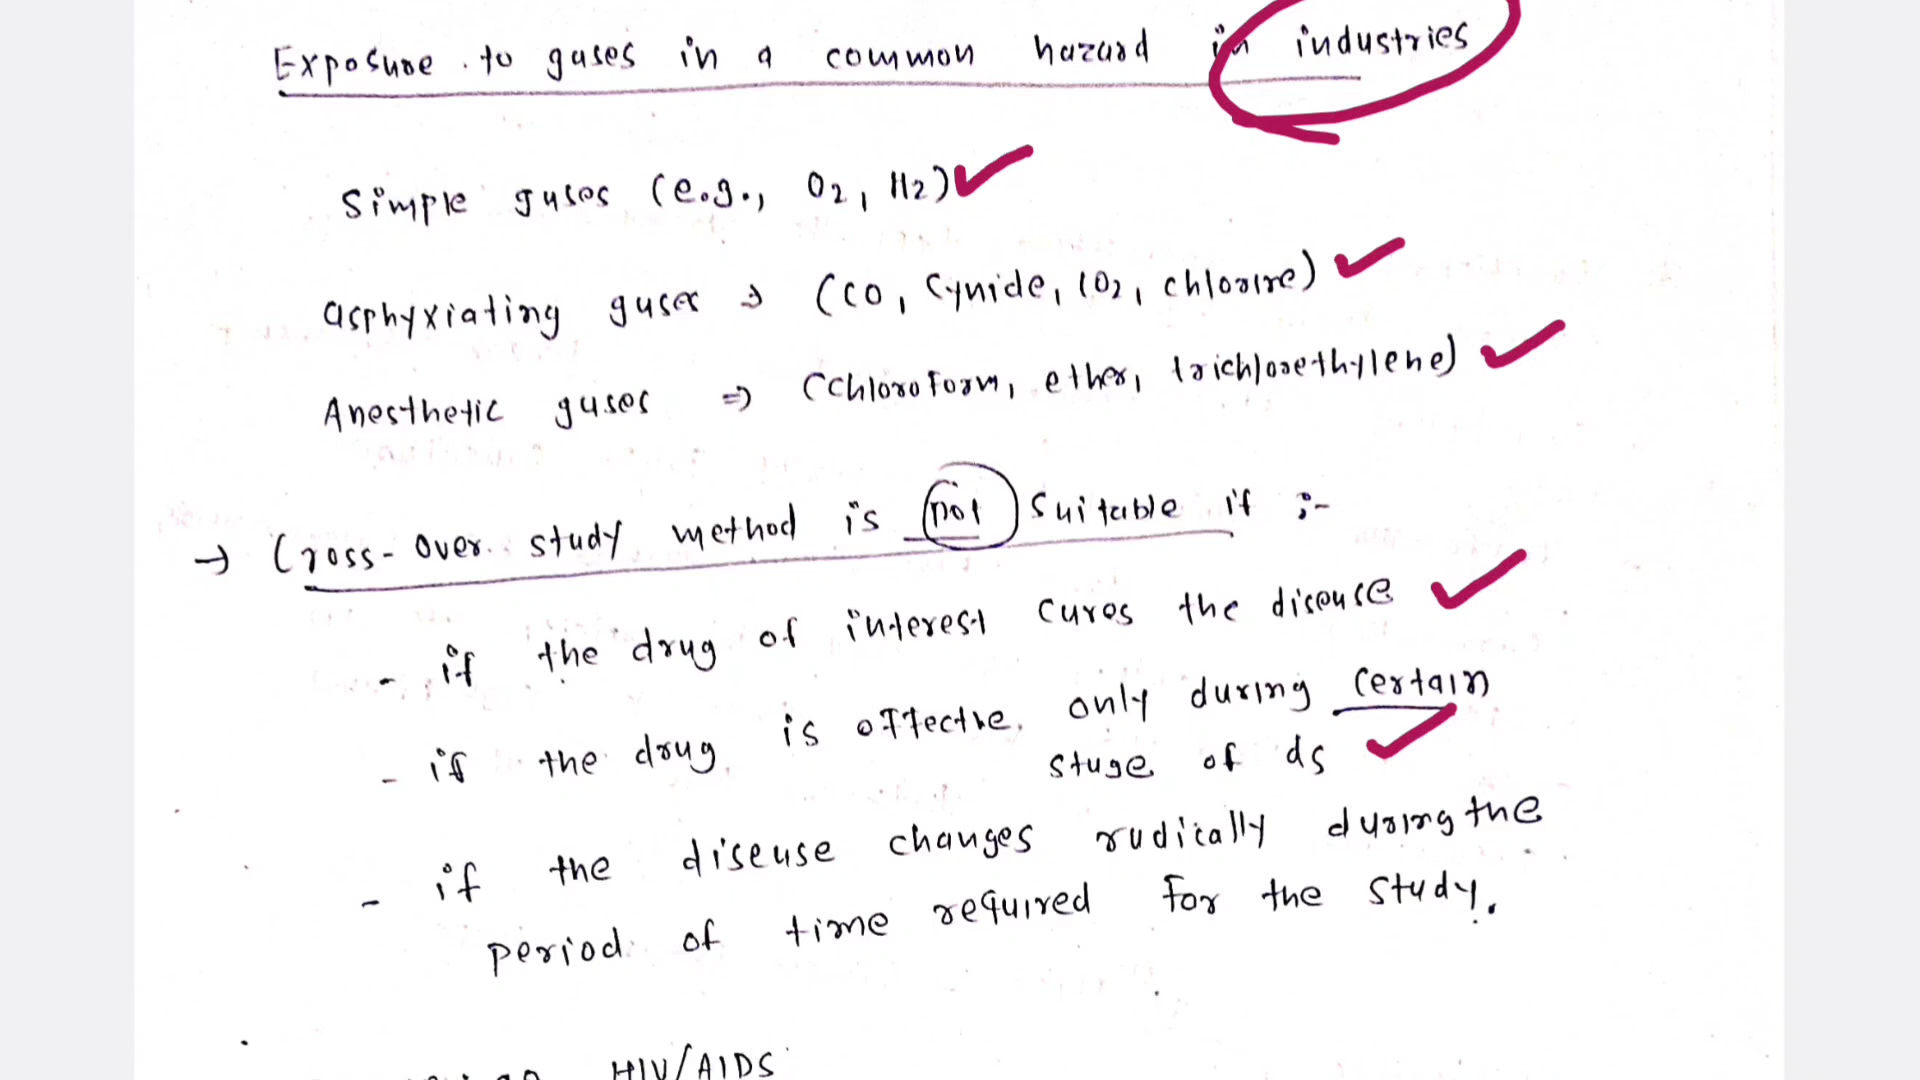 Exposure to gases in a common hazard in industries
Simple gases (e.g., O2, H2)
asphyxiating gases → (CO, Cynide, CO2, chlorine)
Anesthetic gases ⇒ (chloroform, ether, trichlorethylene)
→ Cross-over study method is not suitable if :-
- if the drug of interest cures the disease
- if the drug is effective only during certain
stage of ds
- if the disease changes radically during the
period of time required for the study.
HIV/AIDS